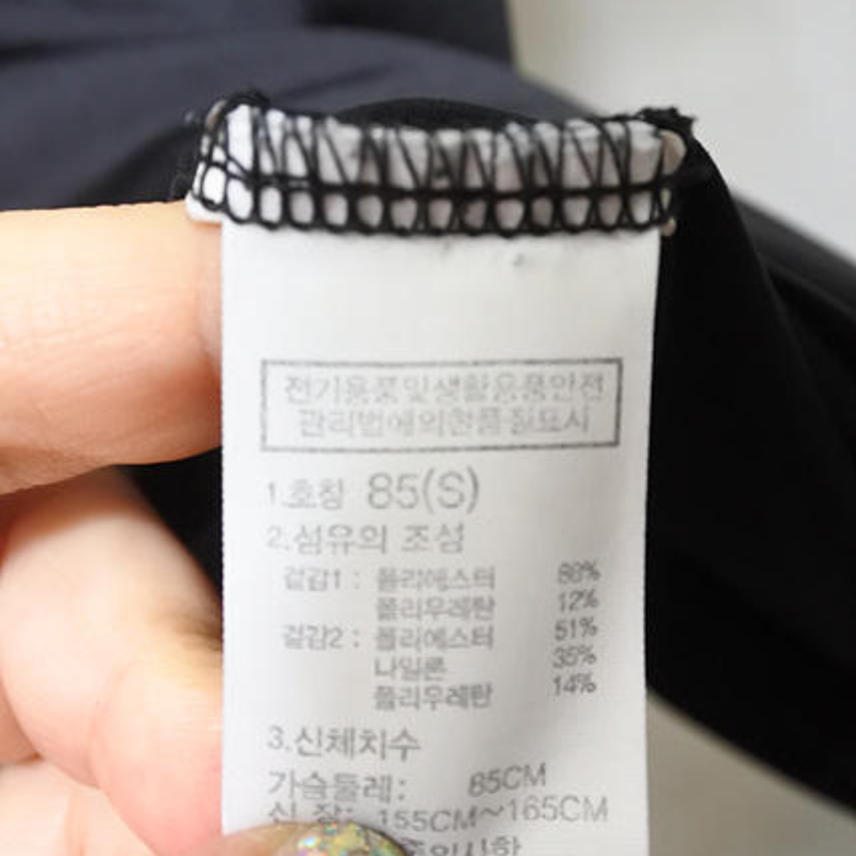 전기용품및생활용품안전
관리법에의한품질표시
1.호칭 85(S)
2.섬유의 조성
겉감1 : 폴리에스터 88%
폴리우레탄 12%
겉감2 : 폴리에스터 51%
나일론 35%
폴리우레탄 14%
3.신체치수
가슴둘레: 85CM
신 장: 155CM~165CM